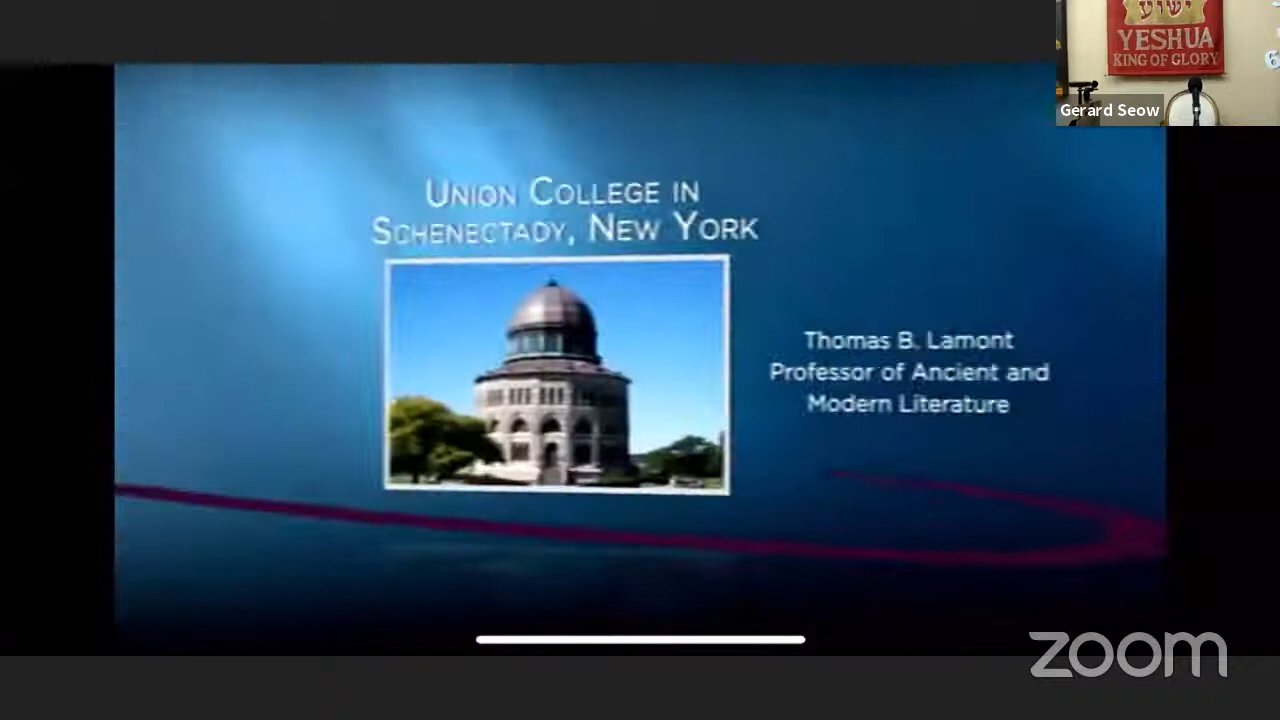 ישוע
YESHUA
KING OF GLORY
Gerard Seow
UNION COLLEGE IN
SCHENECTADY, NEW YORK
Thomas B. Lamont
Professor of Ancient and
Modern Literature
zoom